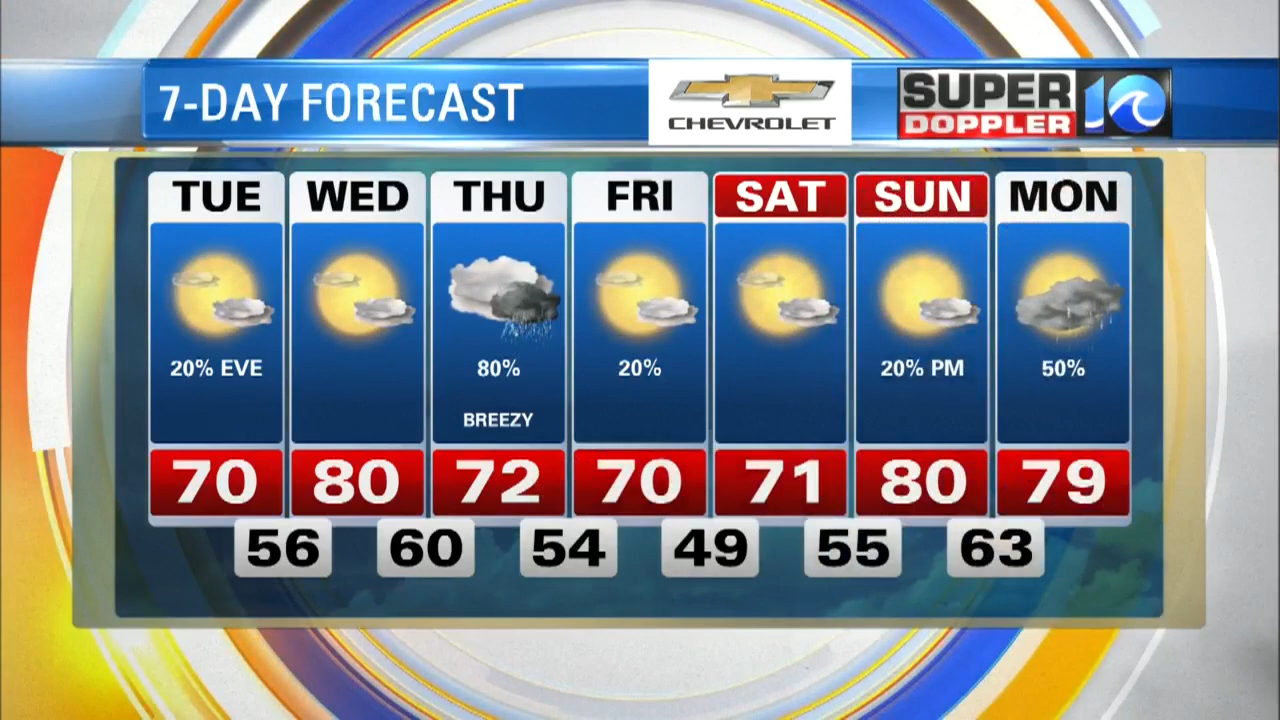 7-DAY FORECAST
CHEVROLET
SUPER
DOPPLER 10
TUE WED THU FRI SAT SUN MON
20% EVE 80% 20% 20% PM 50%
BREEZY
70 80 72 70 71 80 79
56 60 54 49 55 63